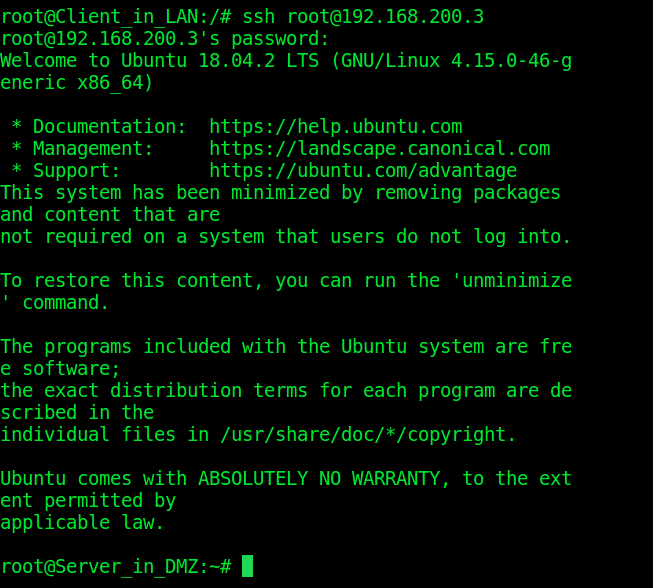 root@Client_in_LAN:/# ssh root@192.168.200.3
root@192.168.200.3's password:
Welcome to Ubuntu 18.04.2 LTS (GNU/Linux 4.15.0-46-g
eneric x86_64)

 * Documentation:  https://help.ubuntu.com
 * Management:     https://landscape.canonical.com
 * Support:        https://ubuntu.com/advantage
This system has been minimized by removing packages
and content that are
not required on a system that users do not log into.

To restore this content, you can run the 'unminimize
' command.

The programs included with the Ubuntu system are fre
e software;
the exact distribution terms for each program are de
scribed in the
individual files in /usr/share/doc/*/copyright.

Ubuntu comes with ABSOLUTELY NO WARRANTY, to the ext
ent permitted by
applicable law.

root@Server_in_DMZ:~#